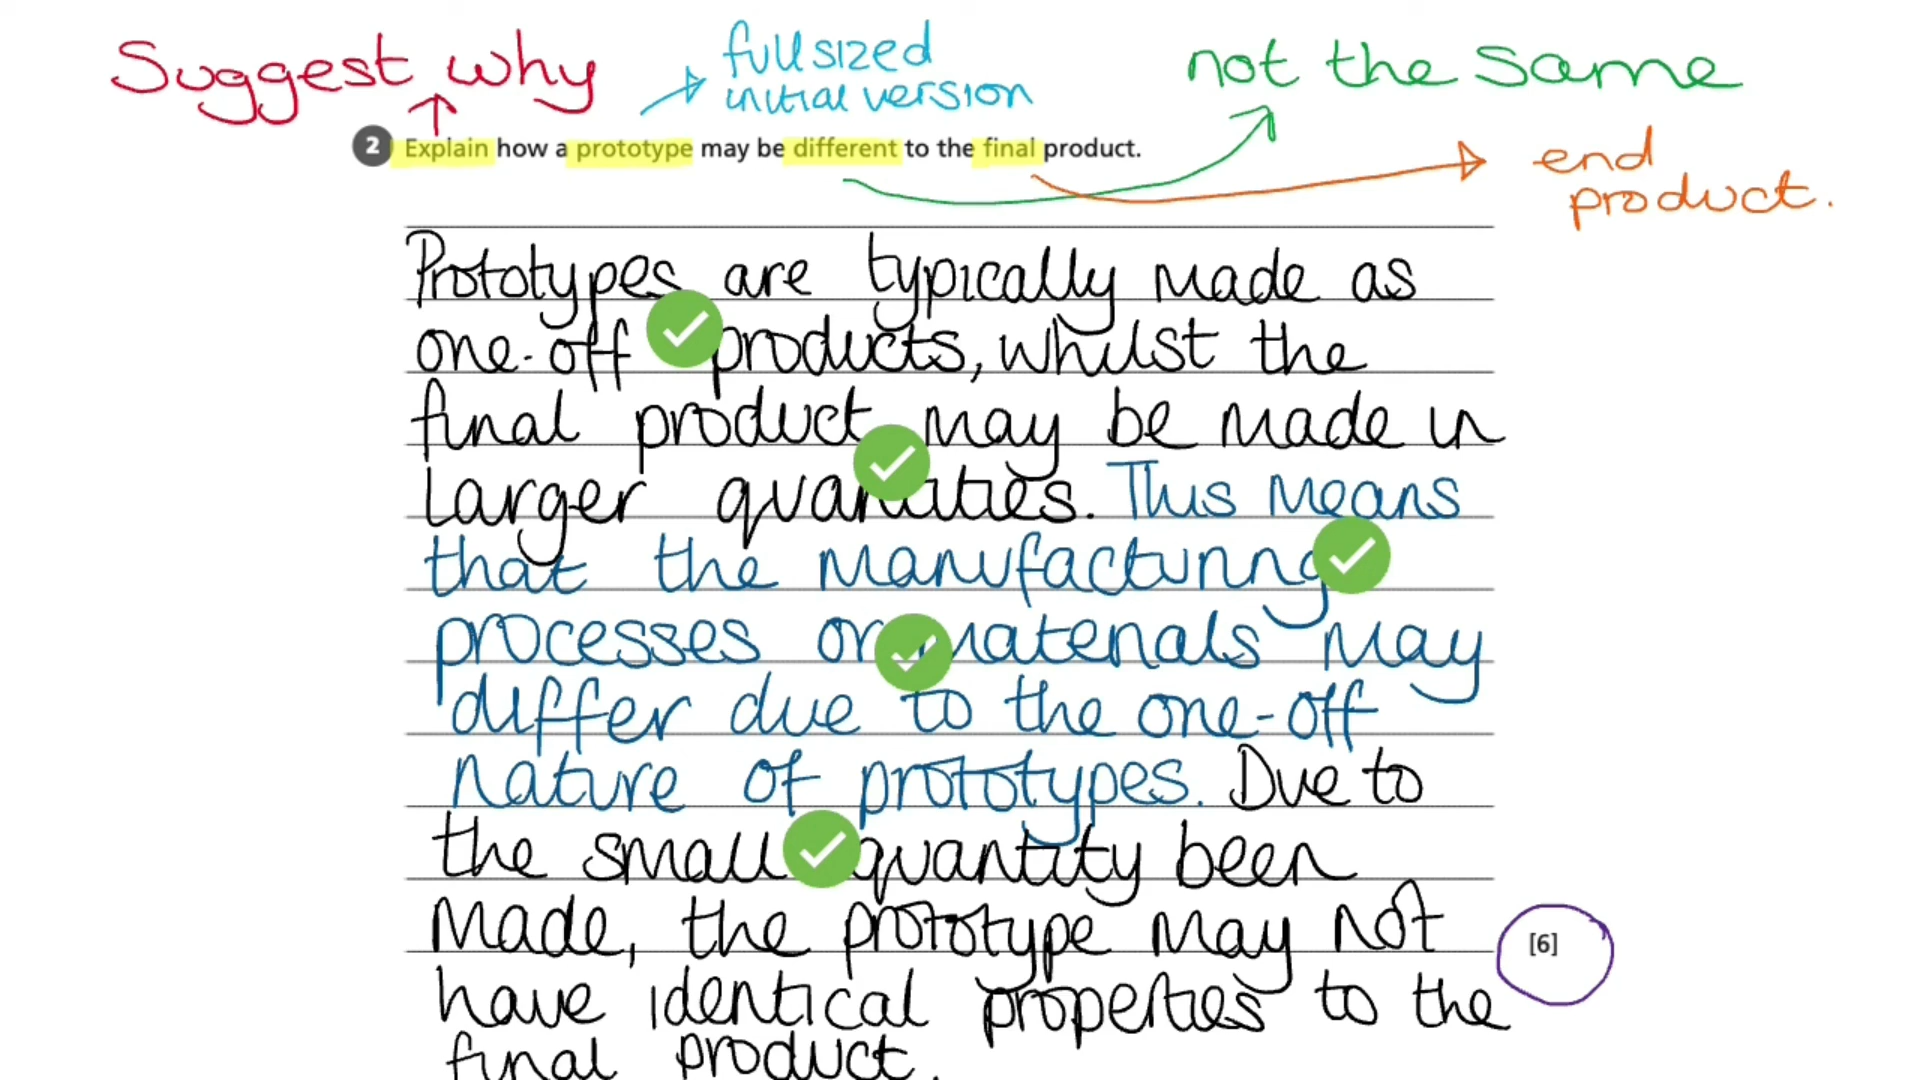 Suggest why
full sized
initial version
not the same
2 Explain how a prototype may be different to the final product.
end
product.
Prototypes are typically made as
one-off products, whilst the
final product may be made in
larger quantities. This means
that the manufacturing
processes or materials may
differ due to the one-off
nature of prototypes. Due to
the small quantity been
made, the prototype may not
[6]
have identical properties to the
final product.